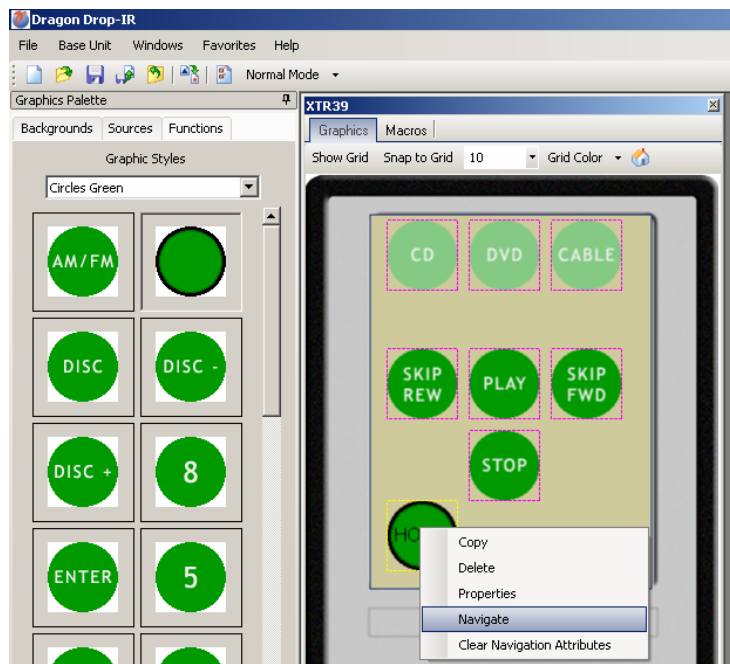 Dragon Drop-IR
File Base Unit Windows Favorites Help
Normal Mode
Graphics Palette
Backgrounds Sources Functions
Graphic Styles
Circles Green
AM/FM
DISC
DISC -
DISC +
8
ENTER
5
XTR39
Graphics Macros
Show Grid Snap to Grid 10 Grid Color
CD
DVD
CABLE
SKIP
REW
PLAY
SKIP
FWD
STOP
Copy
Delete
Properties
Navigate
Clear Navigation Attributes